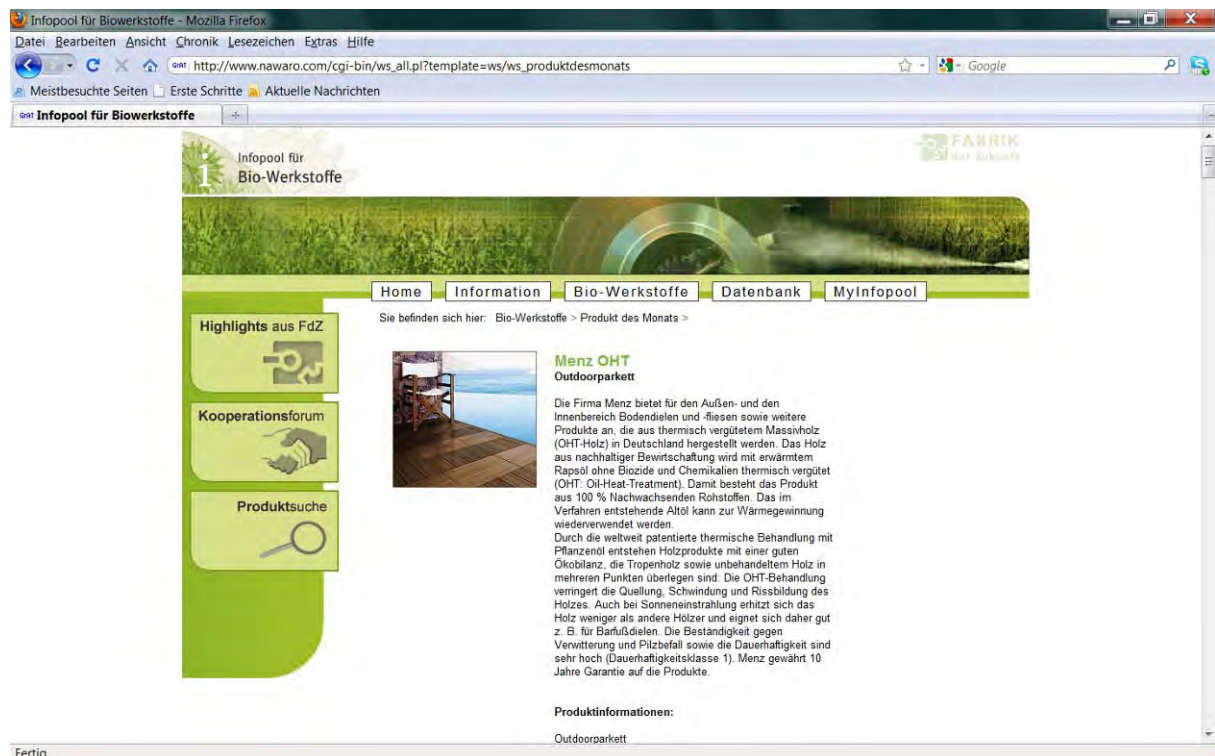 Infopool für Biowerkstoffe - Mozilla Firefox
Datei Bearbeiten Ansicht Chronik Lesezeichen Extras Hilfe
http://www.nawaro.com/cgi-bin/ws_all.pl?template=ws/ws_produktdesmonats
Google
Meistbesuchte Seiten Erste Schritte Aktuelle Nachrichten
Infopool für Biowerkstoffe
FABRIK
der Zukunft
i
Infopool für
Bio-Werkstoffe
Home Information Bio-Werkstoffe Datenbank MyInfopool
Sie befinden sich hier: Bio-Werkstoffe > Produkt des Monats >
Highlights aus FdZ
Kooperationsforum
Produktsuche
Menz OHT
Outdoorparkett
Die Firma Menz bietet für den Außen- und den
Innenbereich Bodendielen und -fliesen sowie weitere
Produkte an, die aus thermisch vergütetem Massivholz
(OHT-Holz) in Deutschland hergestellt werden. Das Holz
aus nachhaltiger Bewirtschaftung wird mit erwärmtem
Rapsöl ohne Biozide und Chemikalien thermisch vergütet
(OHT: Oil-Heat-Treatment). Damit besteht das Produkt
aus 100 % Nachwachsenden Rohstoffen. Das im
Verfahren entstehende Altöl kann zur Wärmegewinnung
wiederverwendet werden.
Durch die weltweit patentierte thermische Behandlung mit
Pflanzenöl entstehen Holzprodukte mit einer guten
Ökobilanz, die Tropenholz sowie unbehandeltem Holz in
mehreren Punkten überlegen sind: Die OHT-Behandlung
verringert die Quellung, Schwindung und Rissbildung des
Holzes. Auch bei Sonneneinstrahlung erhitzt sich das
Holz weniger als andere Hölzer und eignet sich daher gut
z. B. für Barfußdielen. Die Beständigkeit gegen
Verwitterung und Pilzbefall sowie die Dauerhaftigkeit sind
sehr hoch (Dauerhaftigkeitsklasse 1). Menz gewährt 10
Jahre Garantie auf die Produkte.
Produktinformationen:
Outdoorparkett
Fertig